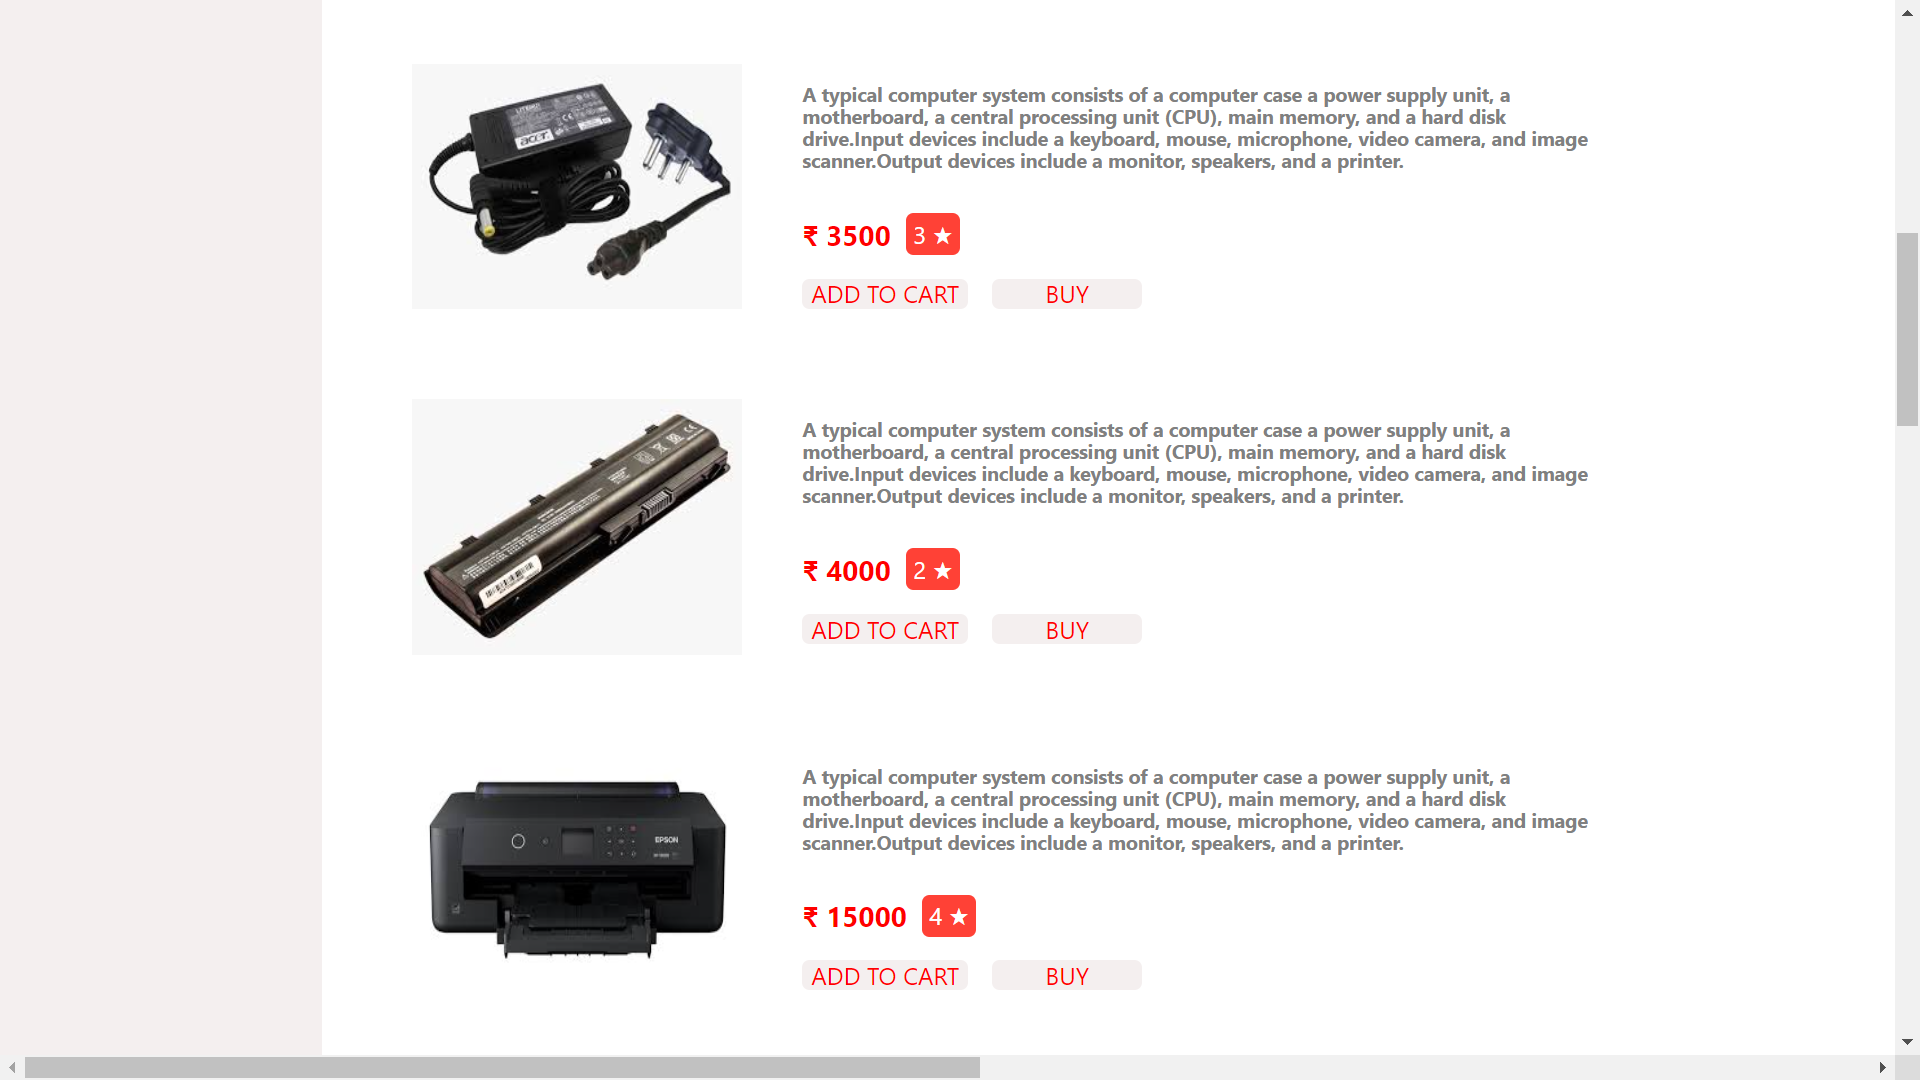 LITEON
acer
A typical computer system consists of a computer case a power supply unit, a
motherboard, a central processing unit (CPU), main memory, and a hard disk
drive.Input devices include a keyboard, mouse, microphone, video camera, and image
scanner.Output devices include a monitor, speakers, and a printer.
₹ 3500 3 ★
ADD TO CART BUY
A typical computer system consists of a computer case a power supply unit, a
motherboard, a central processing unit (CPU), main memory, and a hard disk
drive.Input devices include a keyboard, mouse, microphone, video camera, and image
scanner.Output devices include a monitor, speakers, and a printer.
₹ 4000 2 ★
ADD TO CART BUY
EPSON
A typical computer system consists of a computer case a power supply unit, a
motherboard, a central processing unit (CPU), main memory, and a hard disk
drive.Input devices include a keyboard, mouse, microphone, video camera, and image
scanner.Output devices include a monitor, speakers, and a printer.
₹ 15000 4 ★
ADD TO CART BUY